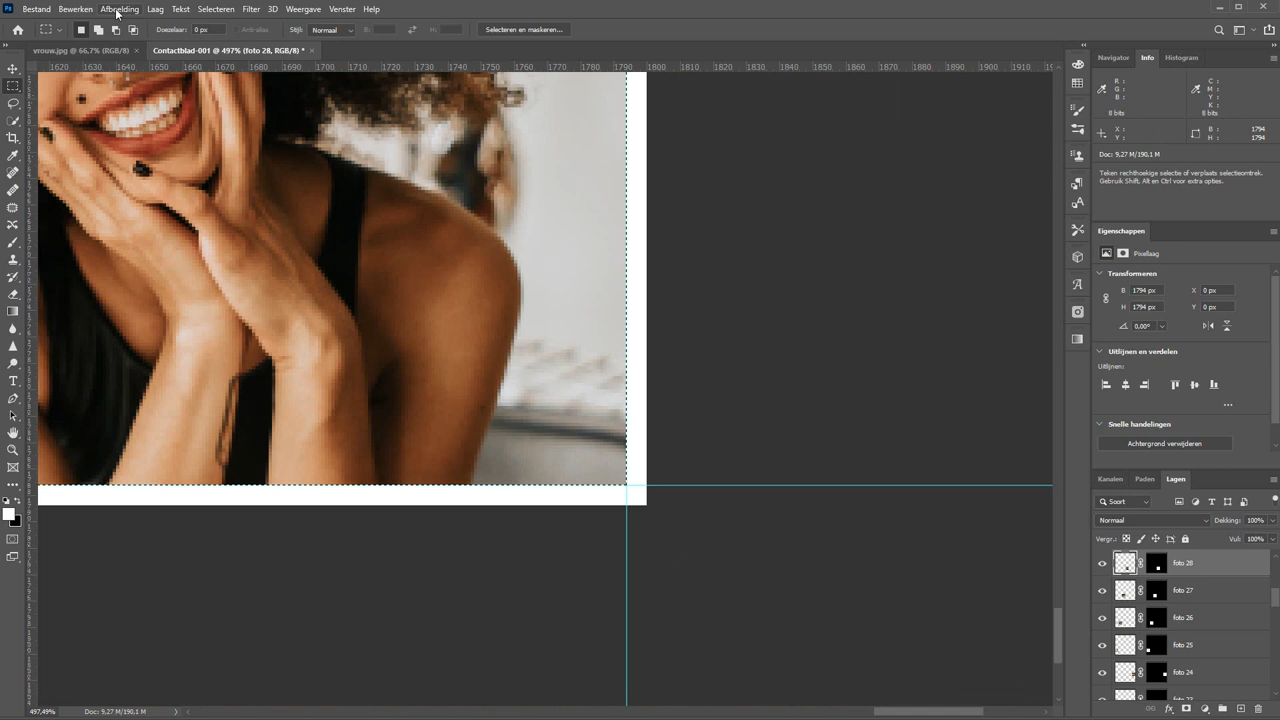 Ps Bestand Bewerken Afbeelding Laag Tekst Selecteren Filter 3D Weergave Venster Help
Doezelaar: 0 px Anti-alias Stijl: Normaal B: H: Selecteren en maskeren...
vrouw.jpg @ 66,7% (RGB/8) × Contactblad-001 @ 497% (foto 28, RGB/8) * ×
1620 1630 1640 1650 1660 1670 1680 1690 1700 1710 1720 1730 1740 1750 1760 1770 1780 1790 1800 1810 1820 1830 1840 1850 1860 1870 1880 1890 1900 1910
Navigator Info Histogram
R: C:
G: M:
B: Y:
K:
8 bits 8 bits
X: B: 1794
Y: H: 1794
Doc: 9,27 M/190,1 M
Teken rechthoekige selectie of verplaats selectieomtrek.
Gebruik Shift, Alt en Ctrl voor extra opties.
Eigenschappen
Pixellaag
Transformeren
B 1794 px X 0 px
H 1794 px Y 0 px
0,00°
Uitlijnen en verdelen
Uitlijnen:
...
Snelle handelingen
Achtergrond verwijderen
Kanalen Paden Lagen
Soort
Normaal Dekking: 100%
Vergr.: Vul: 100%
foto 28
foto 27
foto 26
foto 25
foto 24
497,49% Doc: 9,27 M/190,1 M